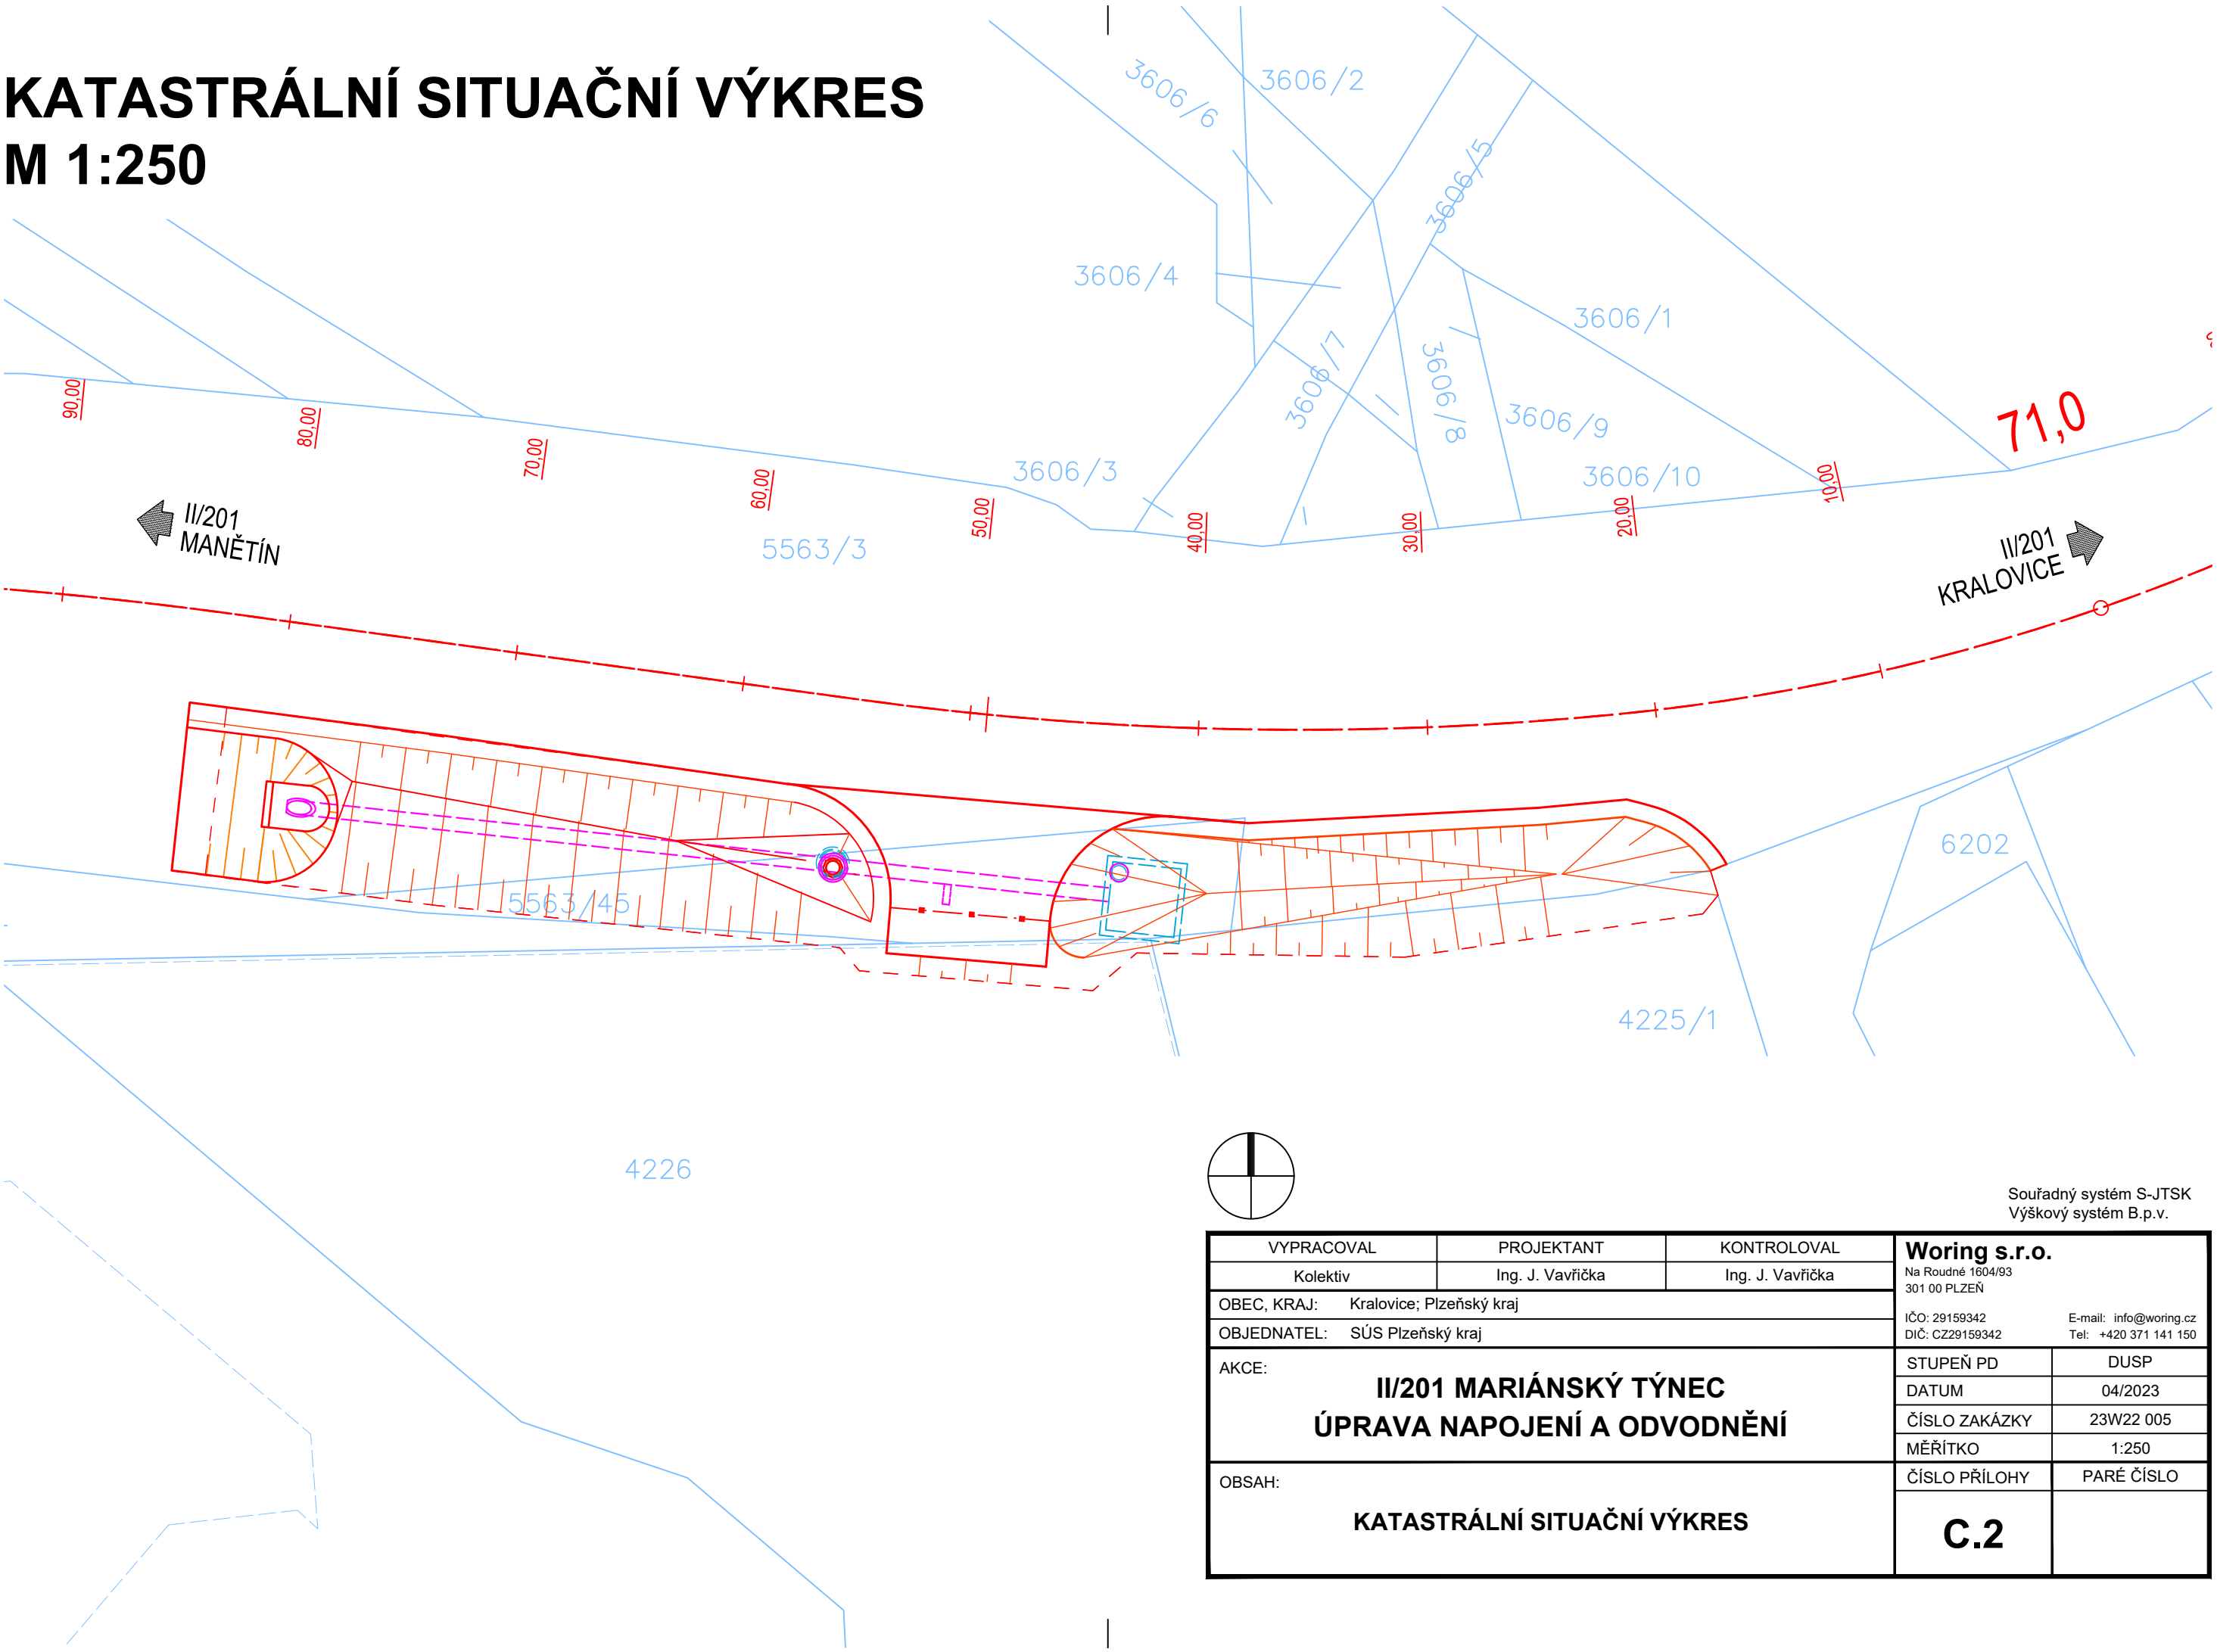 KATASTRÁLNÍ SITUAČNÍ VÝKRES
M 1:250
3606/6
3606/2
3606/5
3606/4
3606/1
3606/7
3606/8
3606/9
3606/3
3606/10
90,00
80,00
70,00
60,00
50,00
40,00
30,00
20,00
10,00
71,0
II/201
MANĚTÍN
5563/3
II/201
KRALOVICE
6202
5563/45
4225/1
4226
Souřadný systém S-JTSK
Výškový systém B.p.v.
VYPRACOVAL
PROJEKTANT
KONTROLOVAL
Kolektiv
Ing. J. Vavřička
Ing. J. Vavřička
OBEC, KRAJ: Kralovice; Plzeňský kraj
OBJEDNATEL: SÚS Plzeňský kraj
Woring s.r.o.
Na Roudné 1604/93
301 00 PLZEŇ
IČO: 29159342 E-mail: info@woring.cz
DIČ: CZ29159342 Tel: +420 371 141 150
AKCE:
II/201 MARIÁNSKÝ TÝNEC
ÚPRAVA NAPOJENÍ A ODVODNĚNÍ
STUPEŇ PD DUSP
DATUM 04/2023
ČÍSLO ZAKÁZKY 23W22 005
MĚŘÍTKO 1:250
OBSAH:
KATASTRÁLNÍ SITUAČNÍ VÝKRES
ČÍSLO PŘÍLOHY PARÉ ČÍSLO
C.2